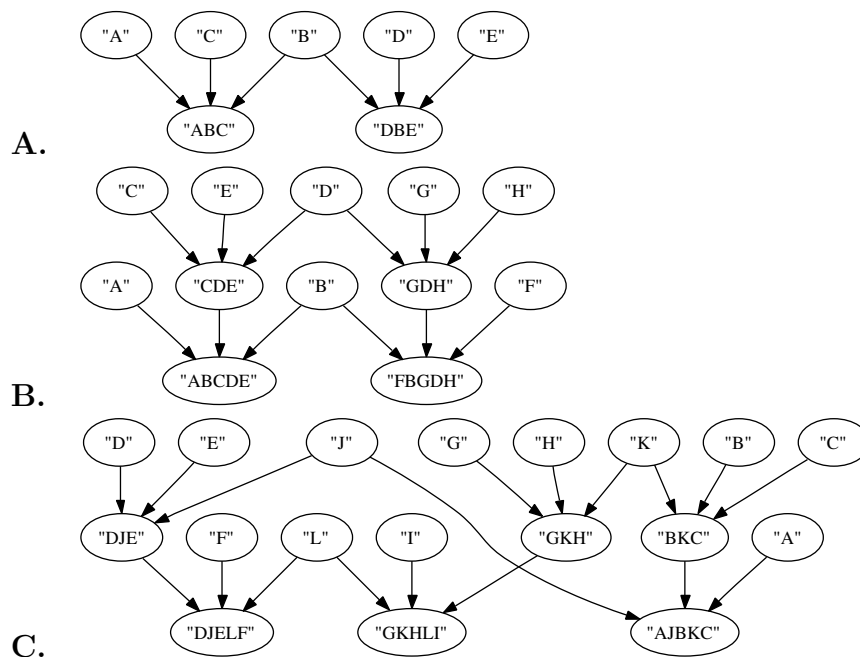 "A" "C" "B" "D" "E"
"ABC" "DBE"
A.
"C" "E" "D" "G" "H"
"A" "CDE" "B" "GDH" "F"
"ABCDE" "FBGDH"
B.
"D" "E" "J" "G" "H" "K" "B" "C"
"DJE" "F" "L" "I" "GKH" "BKC" "A"
"DJELF" "GKHLI" "AJBKC"
C.